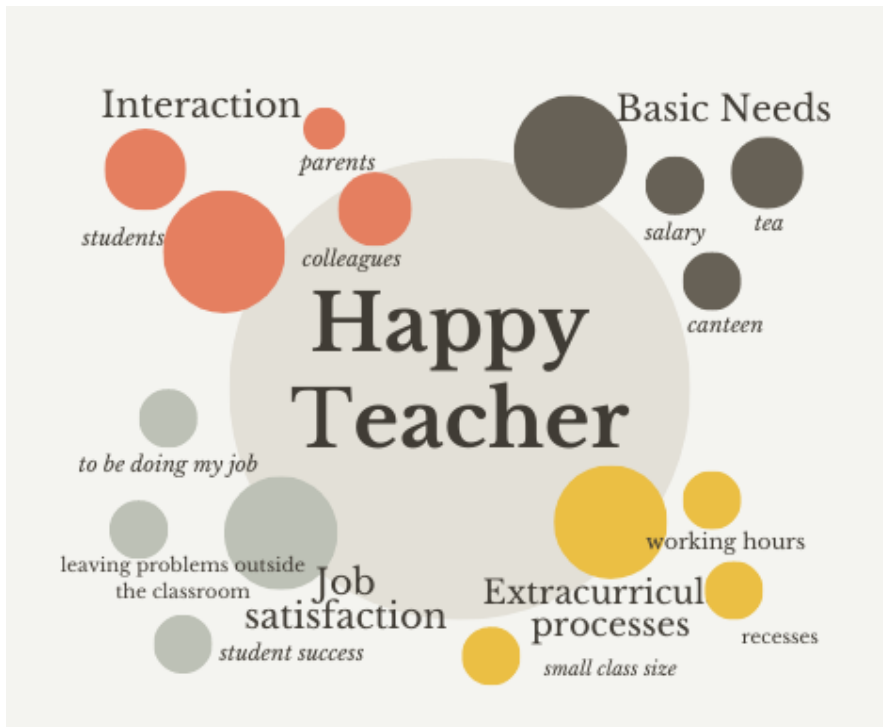 Interaction
parents
students
colleagues
Basic Needs
salary
tea
canteen
Happy
Teacher
to be doing my job
leaving problems outside
the classroom
Job
satisfaction
student success
working hours
Extracurricul
processes
recesses
small class size